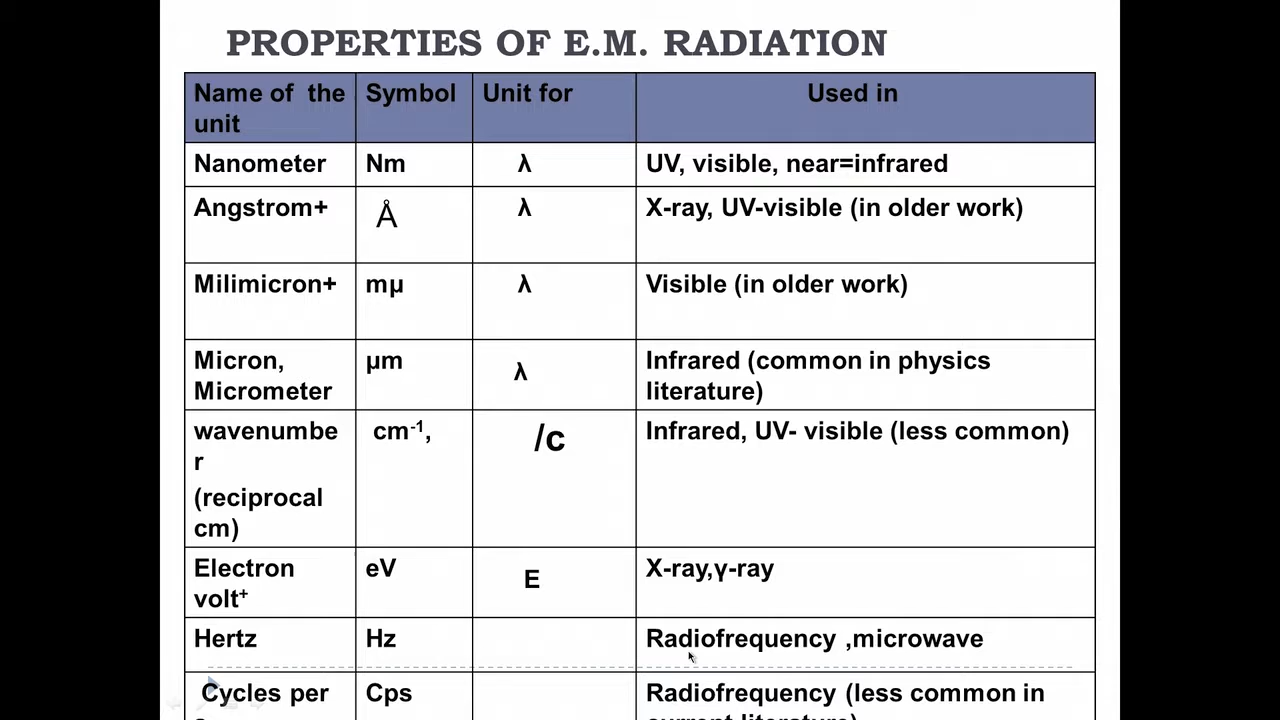 PROPERTIES OF E.M. RADIATION
Name of the unit Symbol Unit for Used in
Nanometer Nm λ UV, visible, near=infrared
Angstrom+ Å λ X-ray, UV-visible (in older work)
Milimicron+ mμ λ Visible (in older work)
Micron, Micrometer μm λ Infrared (common in physics literature)
wavenumbe
r
(reciprocal
cm) cm⁻¹, /c Infrared, UV- visible (less common)
Electron volt⁺ eV E X-ray,γ-ray
Hertz Hz Radiofrequency ,microwave
Cycles per Cps Radiofrequency (less common in
current literature)